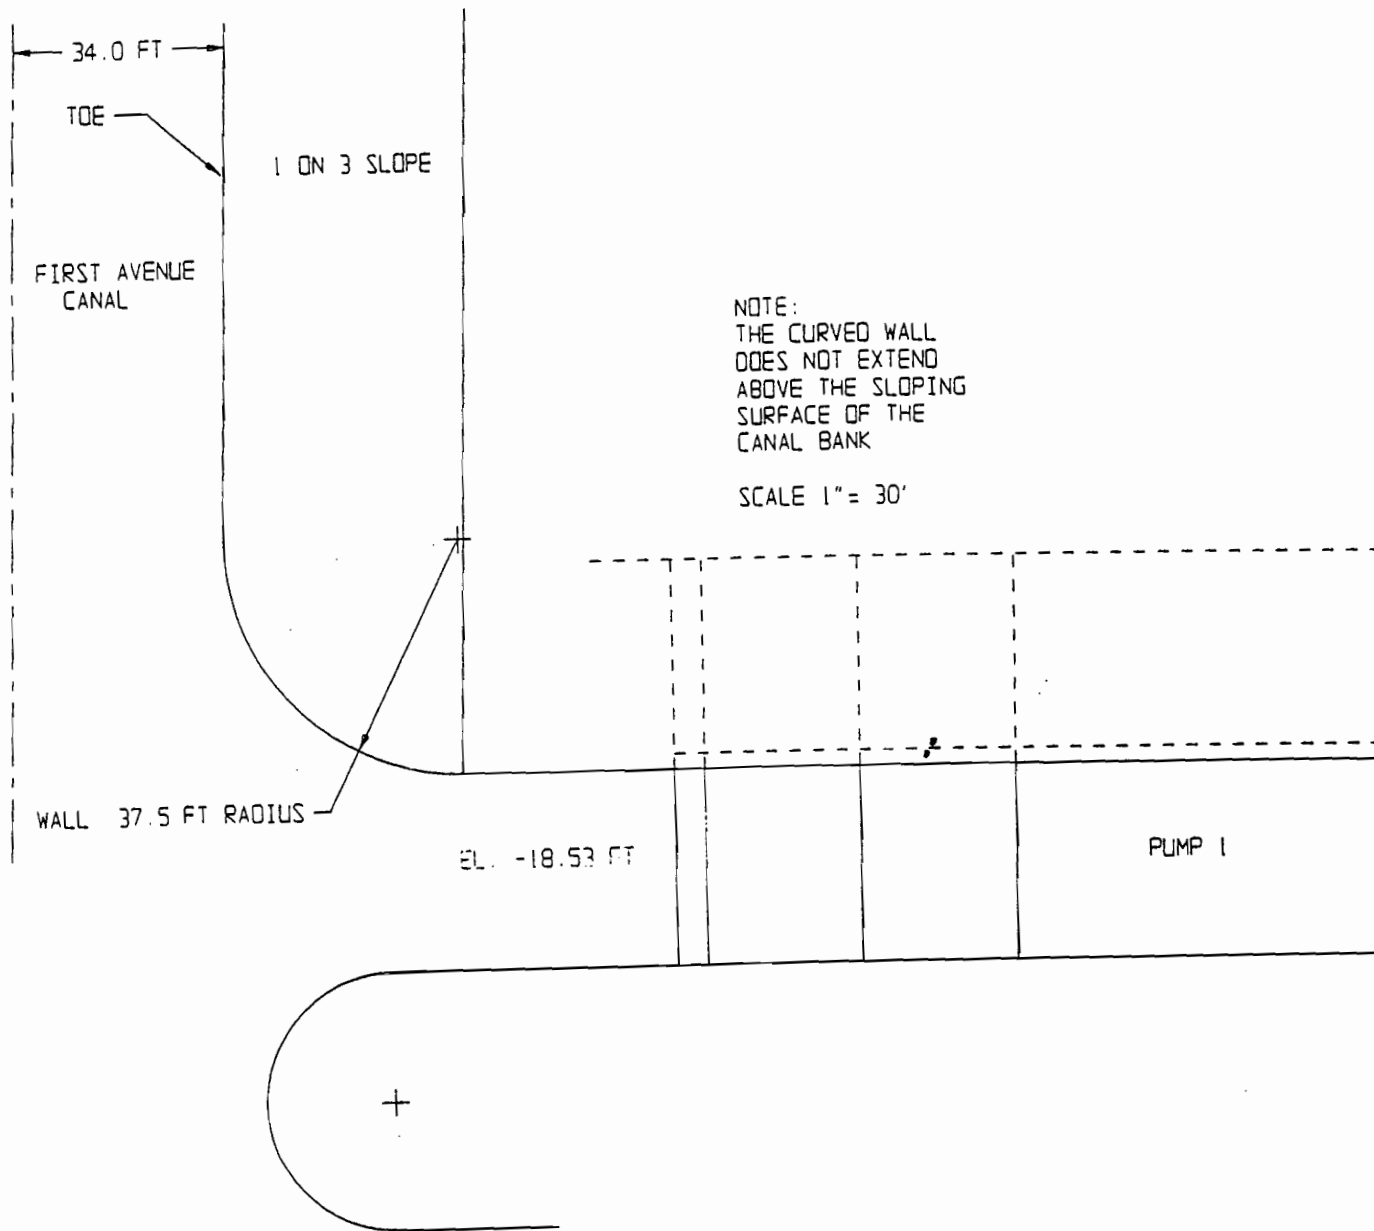 34.0 FT
TOE
1 ON 3 SLOPE
FIRST AVENUE
CANAL
NOTE:
THE CURVED WALL
DOES NOT EXTEND
ABOVE THE SLOPING
SURFACE OF THE
CANAL BANK
SCALE 1" = 30'
WALL 37.5 FT RADIUS
EL. -18.53 FT
PUMP 1